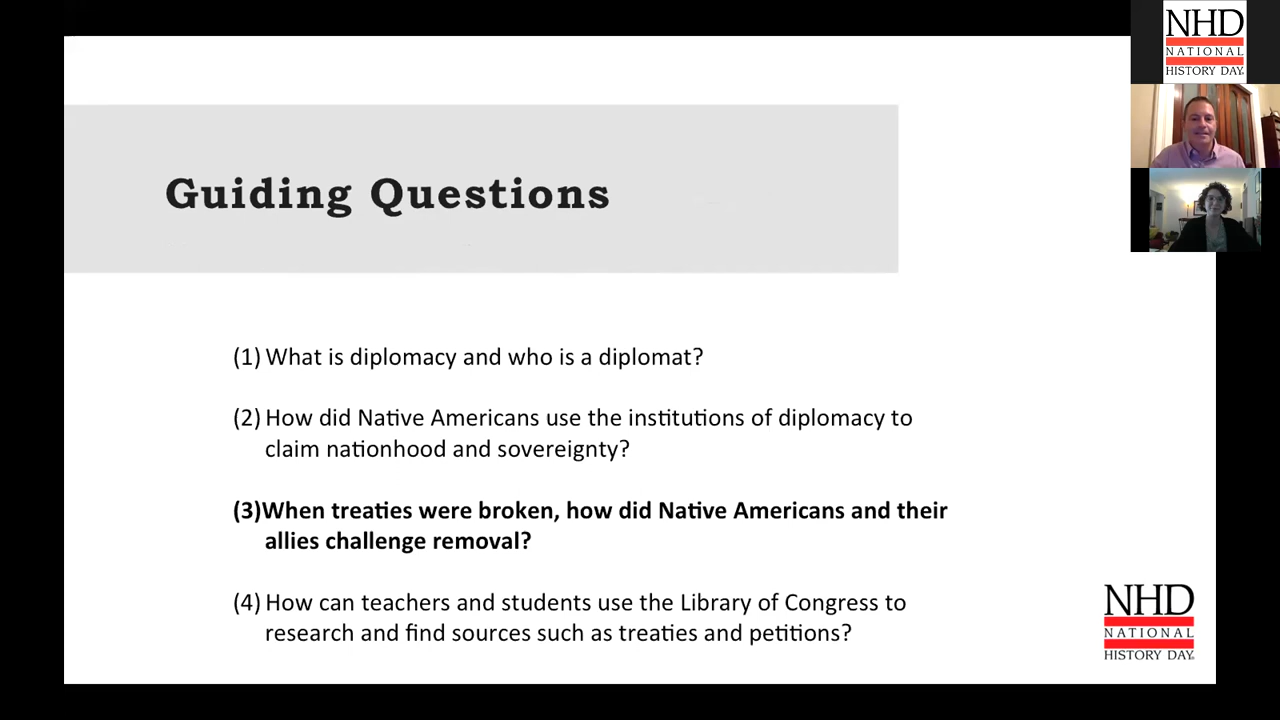 NHD
NATIONAL
HISTORY DAY
Guiding Questions
(1) What is diplomacy and who is a diplomat?
(2) How did Native Americans use the institutions of diplomacy to
claim nationhood and sovereignty?
(3)When treaties were broken, how did Native Americans and their
allies challenge removal?
(4) How can teachers and students use the Library of Congress to
research and find sources such as treaties and petitions?
NHD
NATIONAL
HISTORY DAY